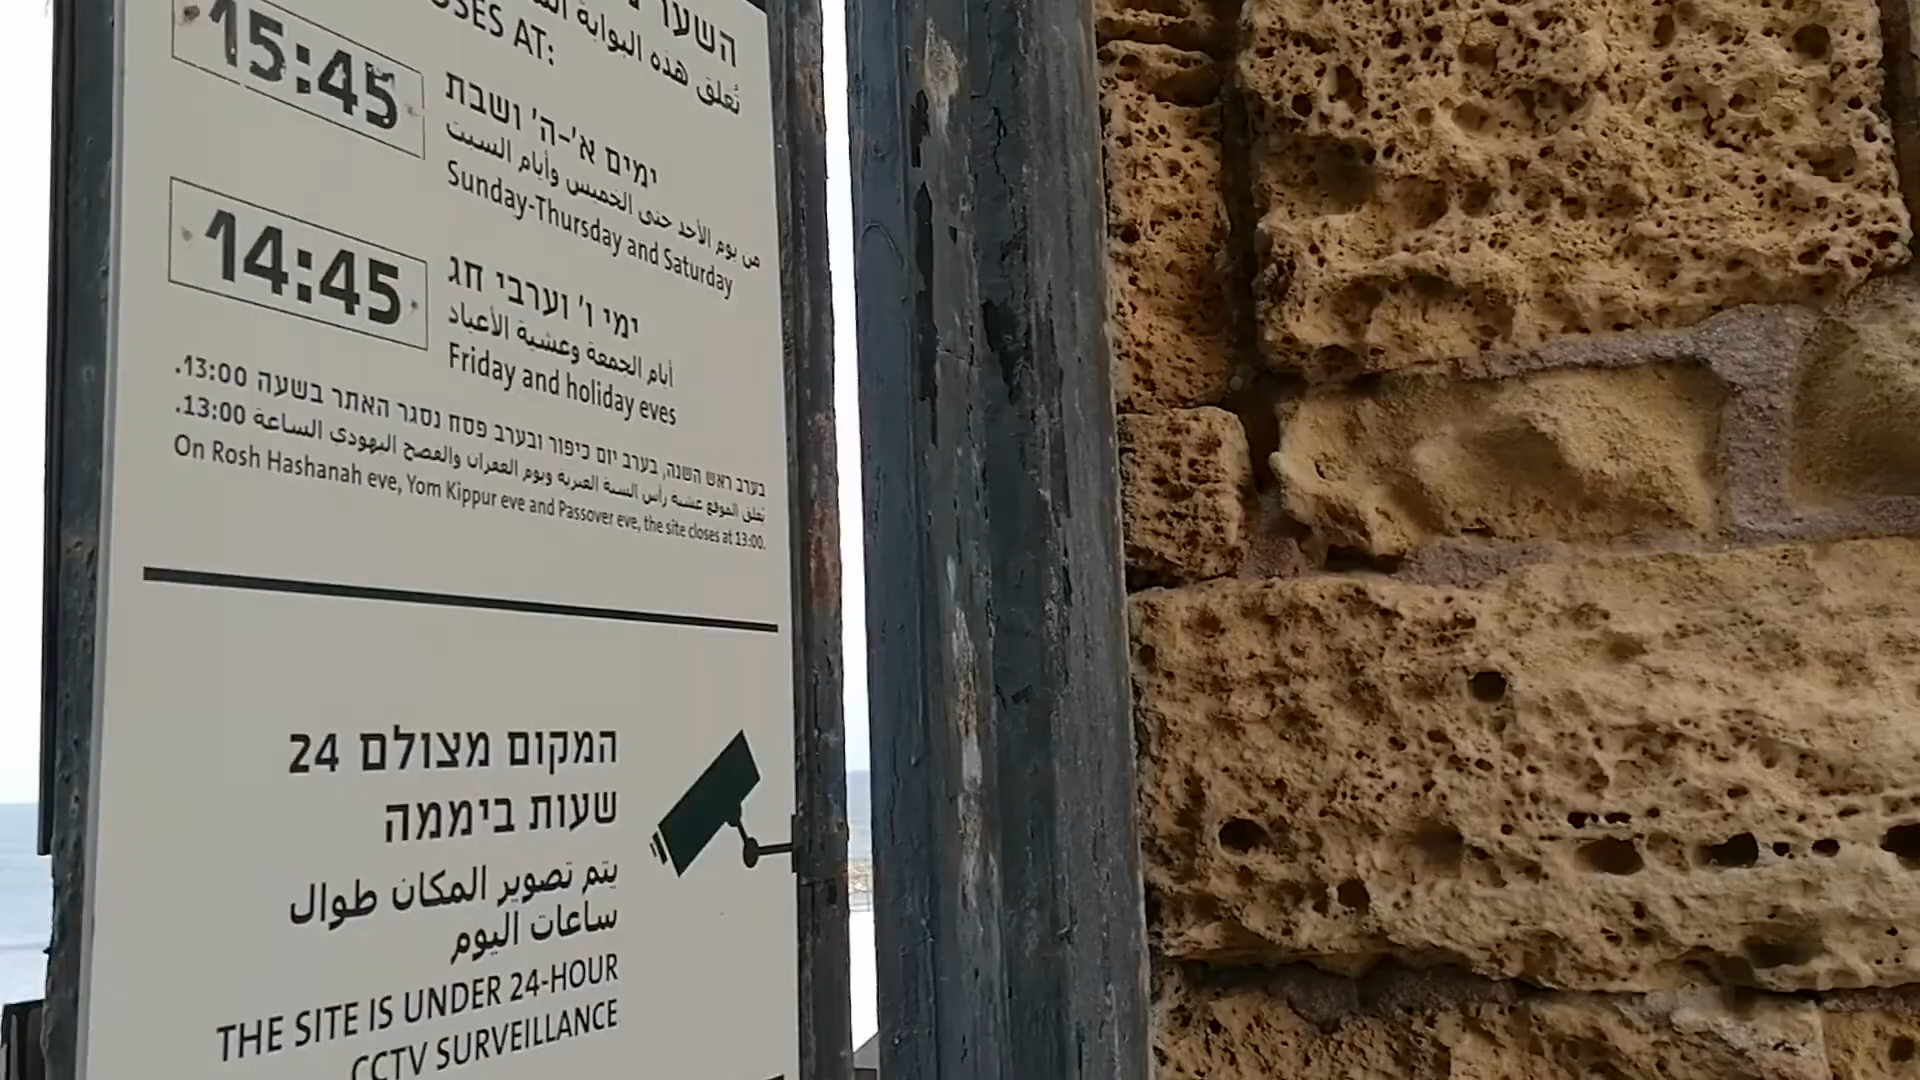 השער
تُغلق هذه البوابة
AT:
15:45
ימים א'-ה' ושבת
من يوم الأحد حتى الخميس وأيام السبت
Sunday-Thursday and Saturday
14:45
ימי ו' וערבי חג
أيام الجمعة وعشية الأعياد
Friday and holiday eves
בערב ראש השנה, בערב יום כיפור ובערב פסח נסגר האתר בשעה 13:00.
تغلق الموقع عشية رأس السنة العبرية ويوم الغفران والفصح اليهودي الساعة 13:00.
On Rosh Hashanah eve, Yom Kippur eve and Passover eve, the site closes at 13:00.
המקום מצולם 24
שעות ביממה
يتم تصوير المكان طوال
ساعات اليوم
THE SITE IS UNDER 24-HOUR
CCTV SURVEILLANCE